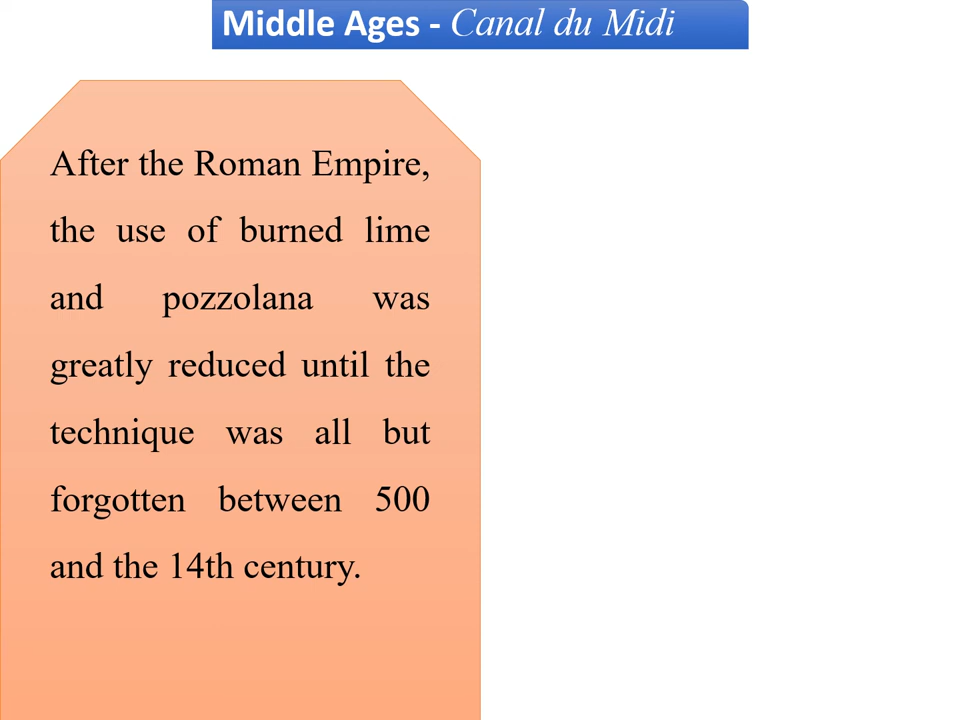 Middle Ages - Canal du Midi
After the Roman Empire,
the use of burned lime
and pozzolana was
greatly reduced until the
technique was all but
forgotten between 500
and the 14th century.